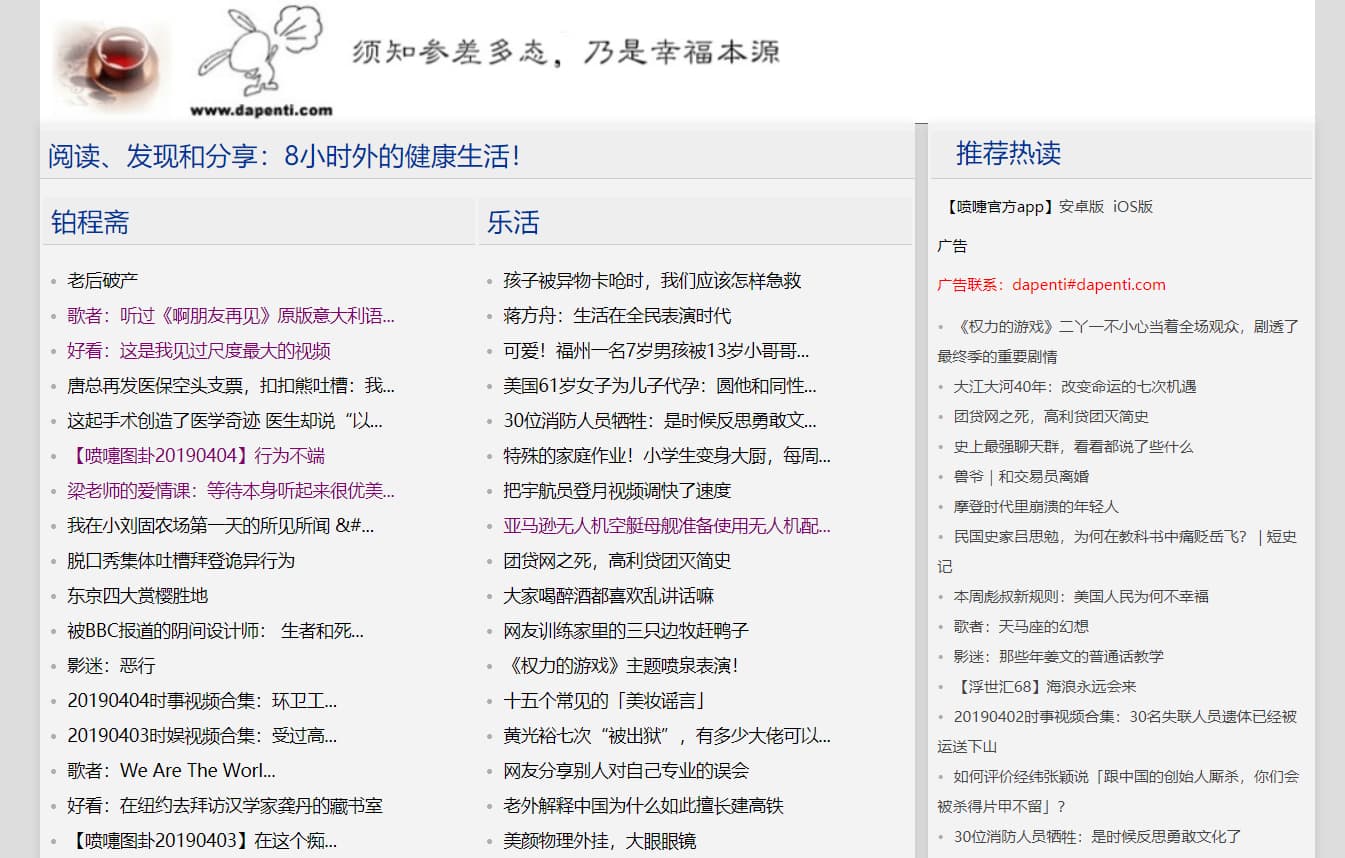 www.dapenti.com
须知参差多态，乃是幸福本源
阅读、发现和分享：8小时外的健康生活！
铂程斋
老后破产
歌者：听过《啊朋友再见》原版意大利语...
好看：这是我见过尺度最大的视频
唐总再发医保空头支票，扣扣熊吐槽：我...
这起手术创造了医学奇迹 医生却说“以...
【喷嚏图卦20190404】行为不端
梁老师的爱情课：等待本身听起来很优美...
我在小刘固农场第一天的所见所闻 &#...
脱口秀集体吐槽拜登诡异行为
东京四大赏樱胜地
被BBC报道的阴间设计师： 生者和死...
影迷：恶行
20190404时事视频合集：环卫工...
20190403时娱视频合集：受过高...
歌者：We Are The Worl...
好看：在纽约去拜访汉学家龚丹的藏书室
【喷嚏图卦20190403】在这个痴...
乐活
孩子被异物卡呛时，我们应该怎样急救
蒋方舟：生活在全民表演时代
可爱！福州一名7岁男孩被13岁小哥哥...
美国61岁女子为儿子代孕：圆他和同性...
30位消防人员牺牲：是时候反思勇敢文...
特殊的家庭作业！小学生变身大厨，每周...
把宇航员登月视频调快了速度
亚马逊无人机空艇母舰准备使用无人机配...
团贷网之死，高利贷团灭简史
大家喝醉酒都喜欢乱讲话嘛
网友训练家里的三只边牧赶鸭子
《权力的游戏》主题喷泉表演！
十五个常见的「美妆谣言」
黄光裕七次“被出狱”，有多少大佬可以...
网友分享别人对自己专业的误会
老外解释中国为什么如此擅长建高铁
美颜物理外挂，大眼眼镜
推荐热读
【喷嚏官方app】安卓版 iOS版
广告
广告联系：dapenti#dapenti.com
《权力的游戏》二丫一不小心当着全场观众，剧透了
最终季的重要剧情
大江大河40年：改变命运的七次机遇
团贷网之死，高利贷团灭简史
史上最强聊天群，看看都说了些什么
兽爷 | 和交易员离婚
摩登时代里崩溃的年轻人
民国史家吕思勉，为何在教科书中痛贬岳飞？ | 短史
记
本周彪叔新规则：美国人民为何不幸福
歌者：天马座的幻想
影迷：那些年姜文的普通话教学
【浮世汇68】海浪永远会来
20190402时事视频合集：30名失联人员遗体已经被
运送下山
如何评价经纬张颖说「跟中国的创始人厮杀，你们会
被杀得片甲不留」?
30位消防人员牺牲：是时候反思勇敢文化了